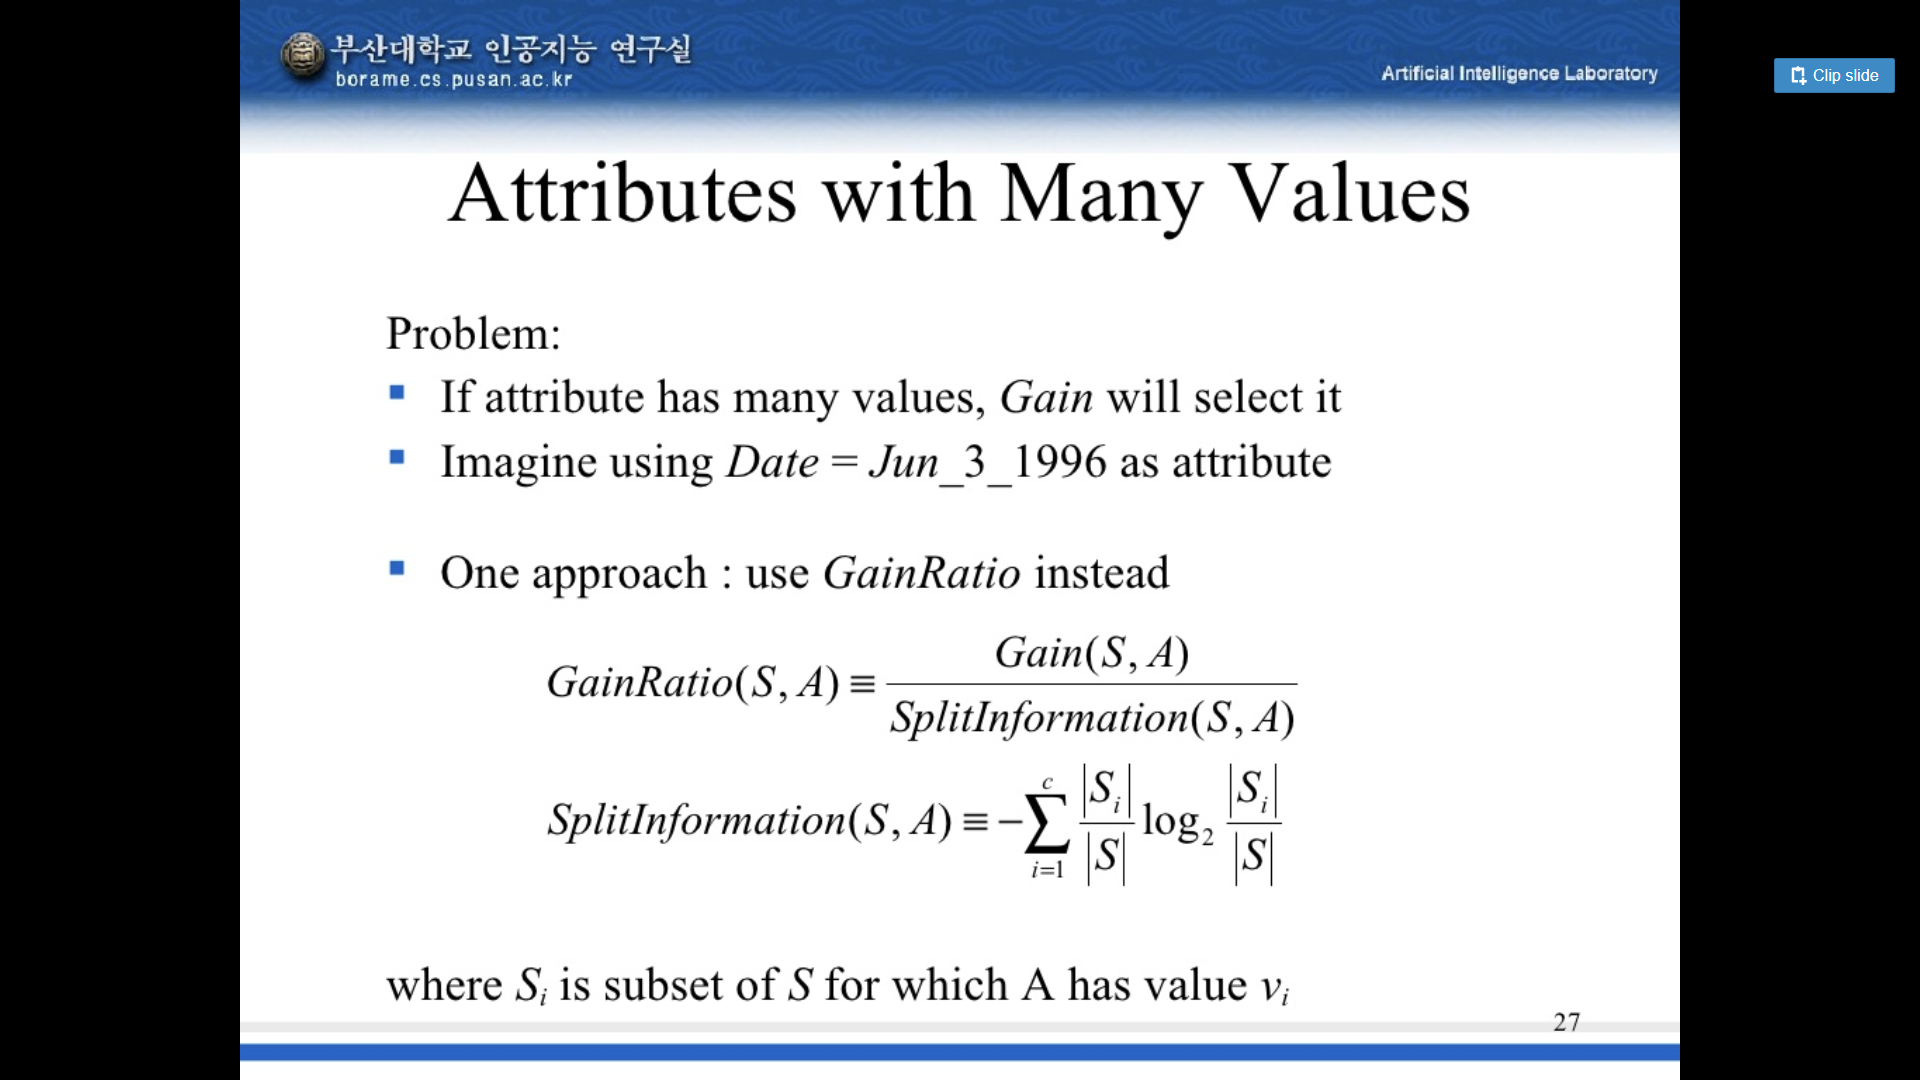 부산대학교 인공지능 연구실
borame.cs.pusan.ac.kr
Artificial Intelligence Laboratory
Clip slide
Attributes with Many Values
Problem:
▪ If attribute has many values, Gain will select it
▪ Imagine using Date = Jun_3_1996 as attribute
▪ One approach : use GainRatio instead
GainRatio(S, A) ≡ Gain(S, A) / SplitInformation(S, A)
SplitInformation(S, A) ≡ −∑_{i=1}^{c} |S_i|/|S| log₂ |S_i|/|S|
where S_i is subset of S for which A has value v_i
27